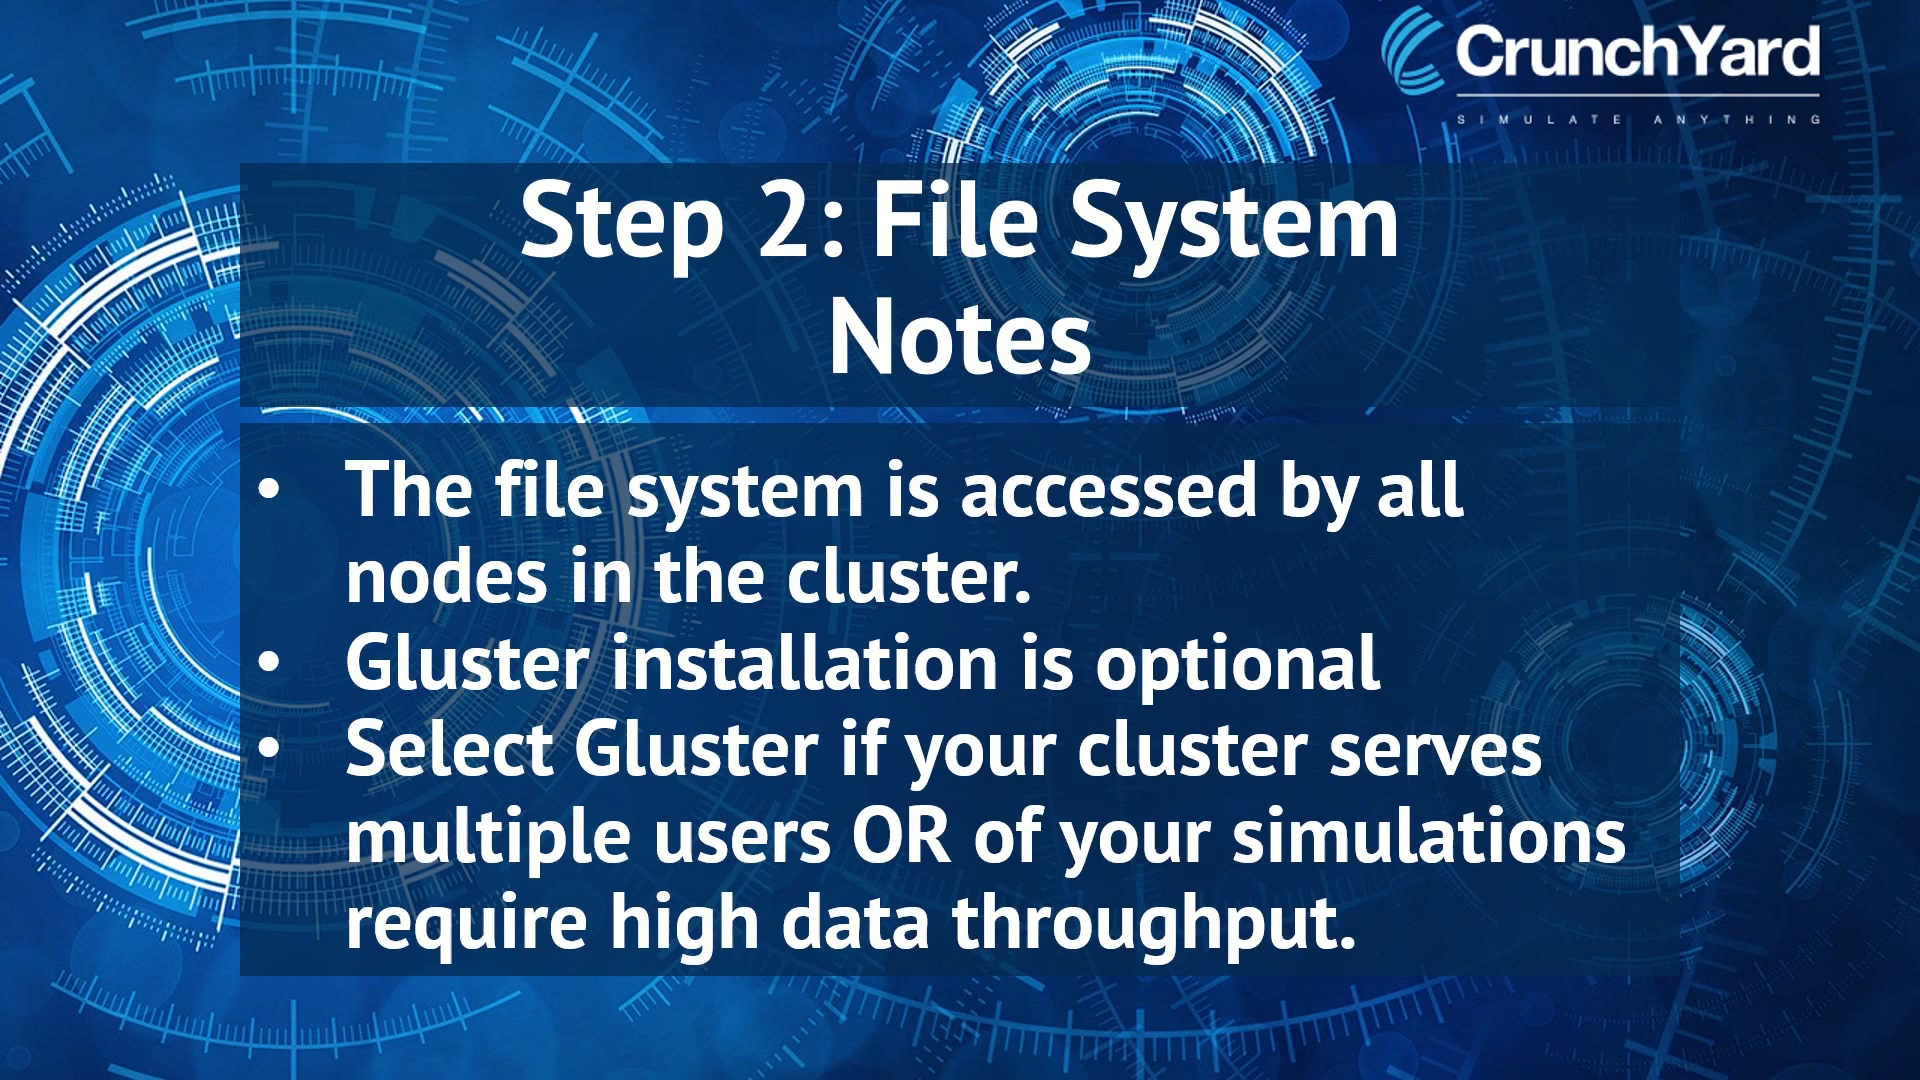 CrunchYard
SIMULATE ANYTHING
Step 2: File System
Notes
• The file system is accessed by all
nodes in the cluster.
• Gluster installation is optional
• Select Gluster if your cluster serves
multiple users OR of your simulations
require high data throughput.